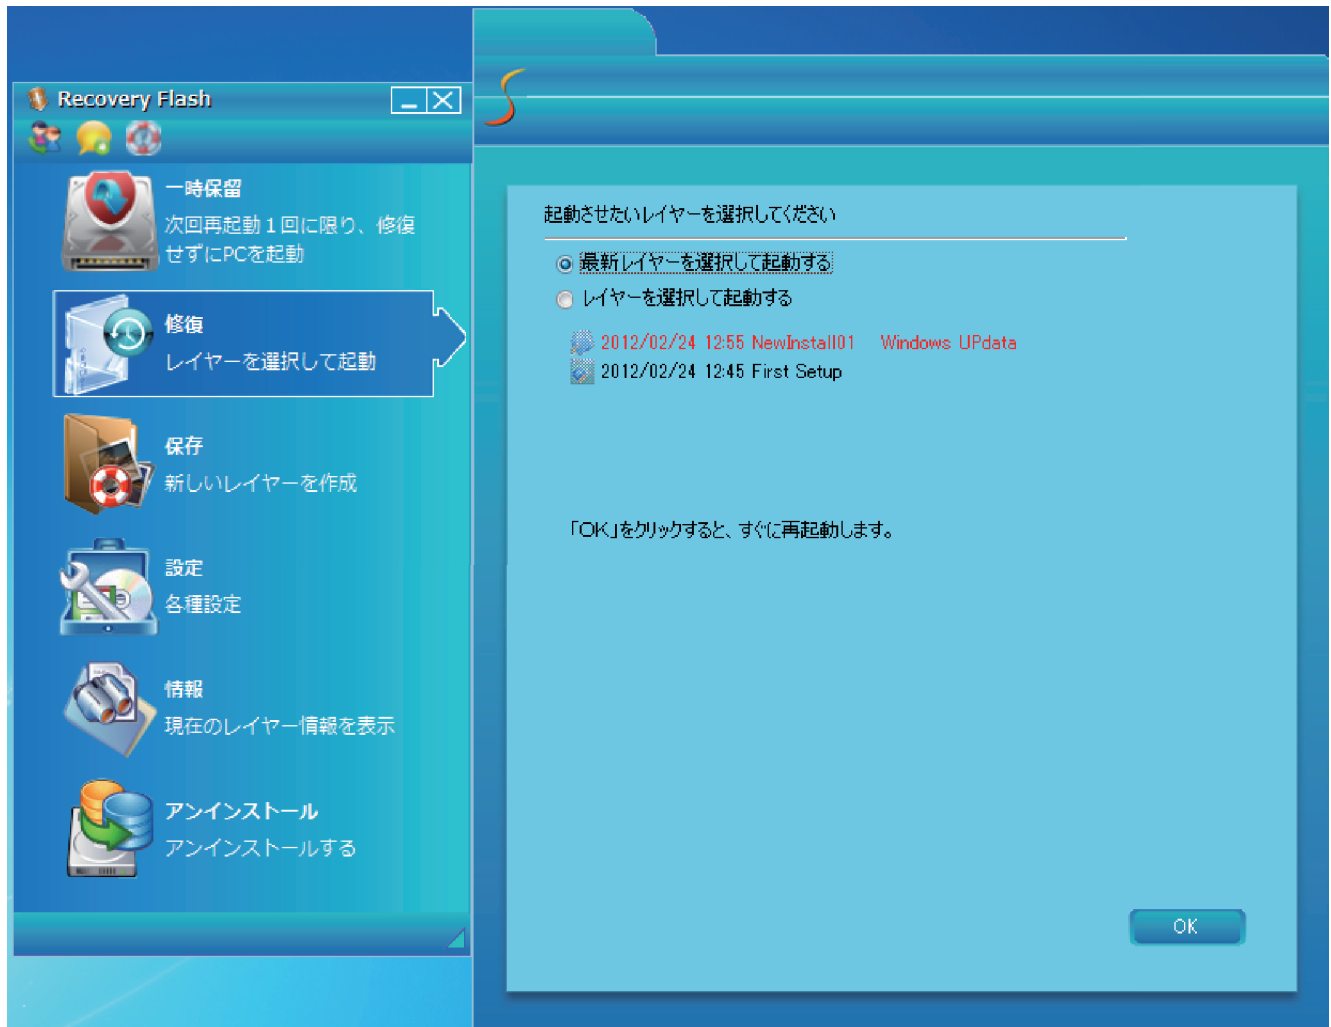 Recovery Flash
一時保留
次回再起動１回に限り、修復
せずにPCを起動
修復
レイヤーを選択して起動
保存
新しいレイヤーを作成
設定
各種設定
情報
現在のレイヤー情報を表示
アンインストール
アンインストールする
起動させたいレイヤーを選択してください
最新レイヤーを選択して起動する
レイヤーを選択して起動する
2012/02/24 12:55 NewInstall01 Windows UPdata
2012/02/24 12:45 First Setup
「OK」をクリックすると、すぐに再起動します。
OK